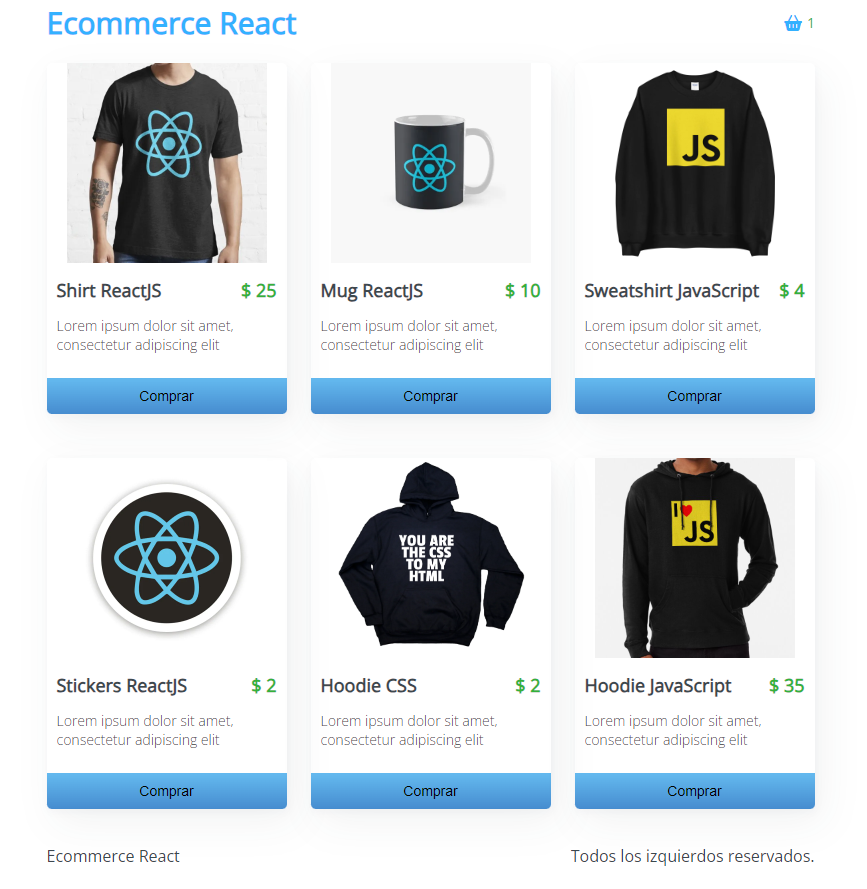 Ecommerce React
1
JS
Shirt ReactJS $ 25
Mug ReactJS $ 10
Sweatshirt JavaScript $ 4
Lorem ipsum dolor sit amet,
consectetur adipiscing elit
Lorem ipsum dolor sit amet,
consectetur adipiscing elit
Lorem ipsum dolor sit amet,
consectetur adipiscing elit
Comprar
Comprar
Comprar
YOU ARE
THE CSS
TO MY
HTML
I
JS
Stickers ReactJS $ 2
Hoodie CSS $ 2
Hoodie JavaScript $ 35
Lorem ipsum dolor sit amet,
consectetur adipiscing elit
Lorem ipsum dolor sit amet,
consectetur adipiscing elit
Lorem ipsum dolor sit amet,
consectetur adipiscing elit
Comprar
Comprar
Comprar
Ecommerce React
Todos los izquierdos reservados.